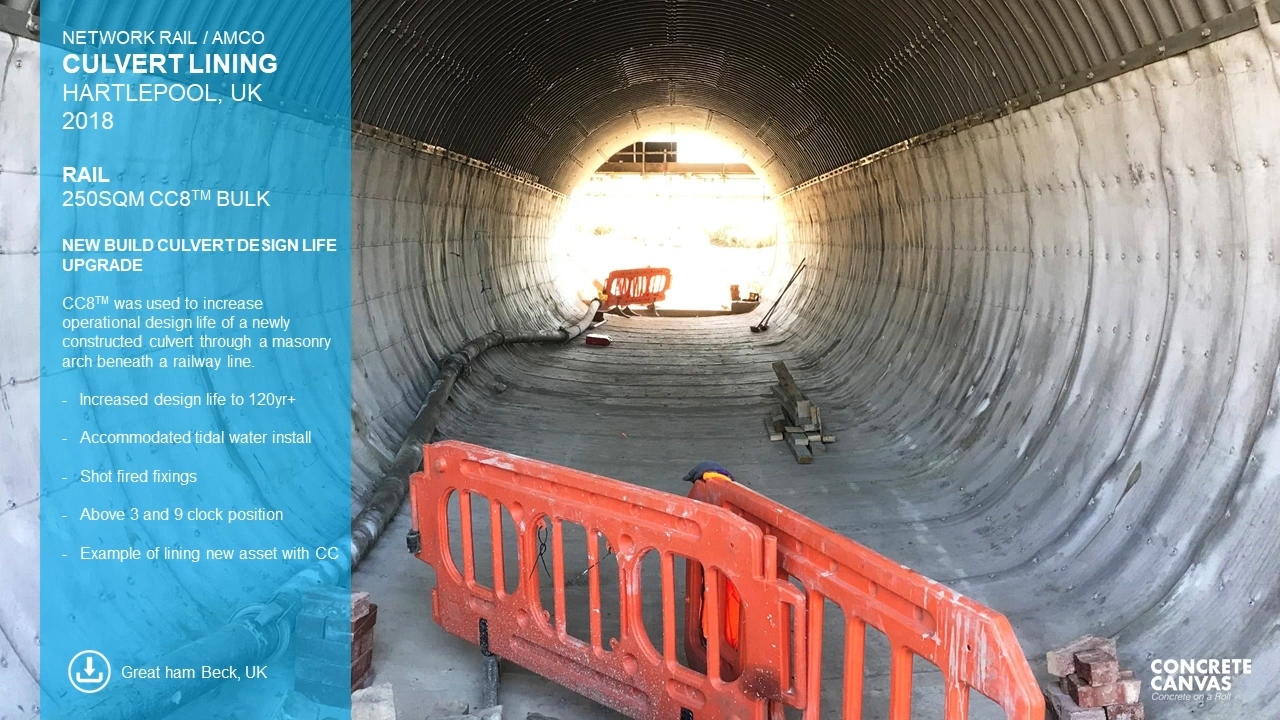 NETWORK RAIL / AMCO
CULVERT LINING
HARTLEPOOL, UK
2018
RAIL
250SQM CC8™ BULK
NEW BUILD CULVERT DESIGN LIFE
UPGRADE
CC8™ was used to increase
operational design life of a newly
constructed culvert through a masonry
arch beneath a railway line.
- Increased design life to 120yr+
- Accommodated tidal water install
- Shot fired fixings
- Above 3 and 9 clock position
- Example of lining new asset with CC
Great ham Beck, UK
CONCRETE
CANVAS
Concrete on a Roll